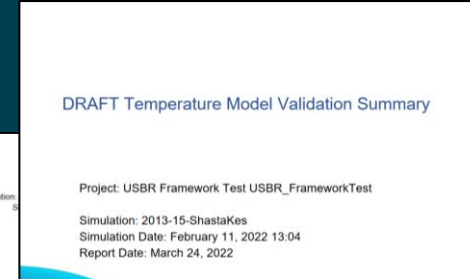 DRAFT Temperature Model Validation Summary
Project: USBR Framework Test USBR_FrameworkTest
Simulation: 2013-15-ShastaKes
Simulation Date: February 11, 2022 13:04
Report Date: March 24, 2022